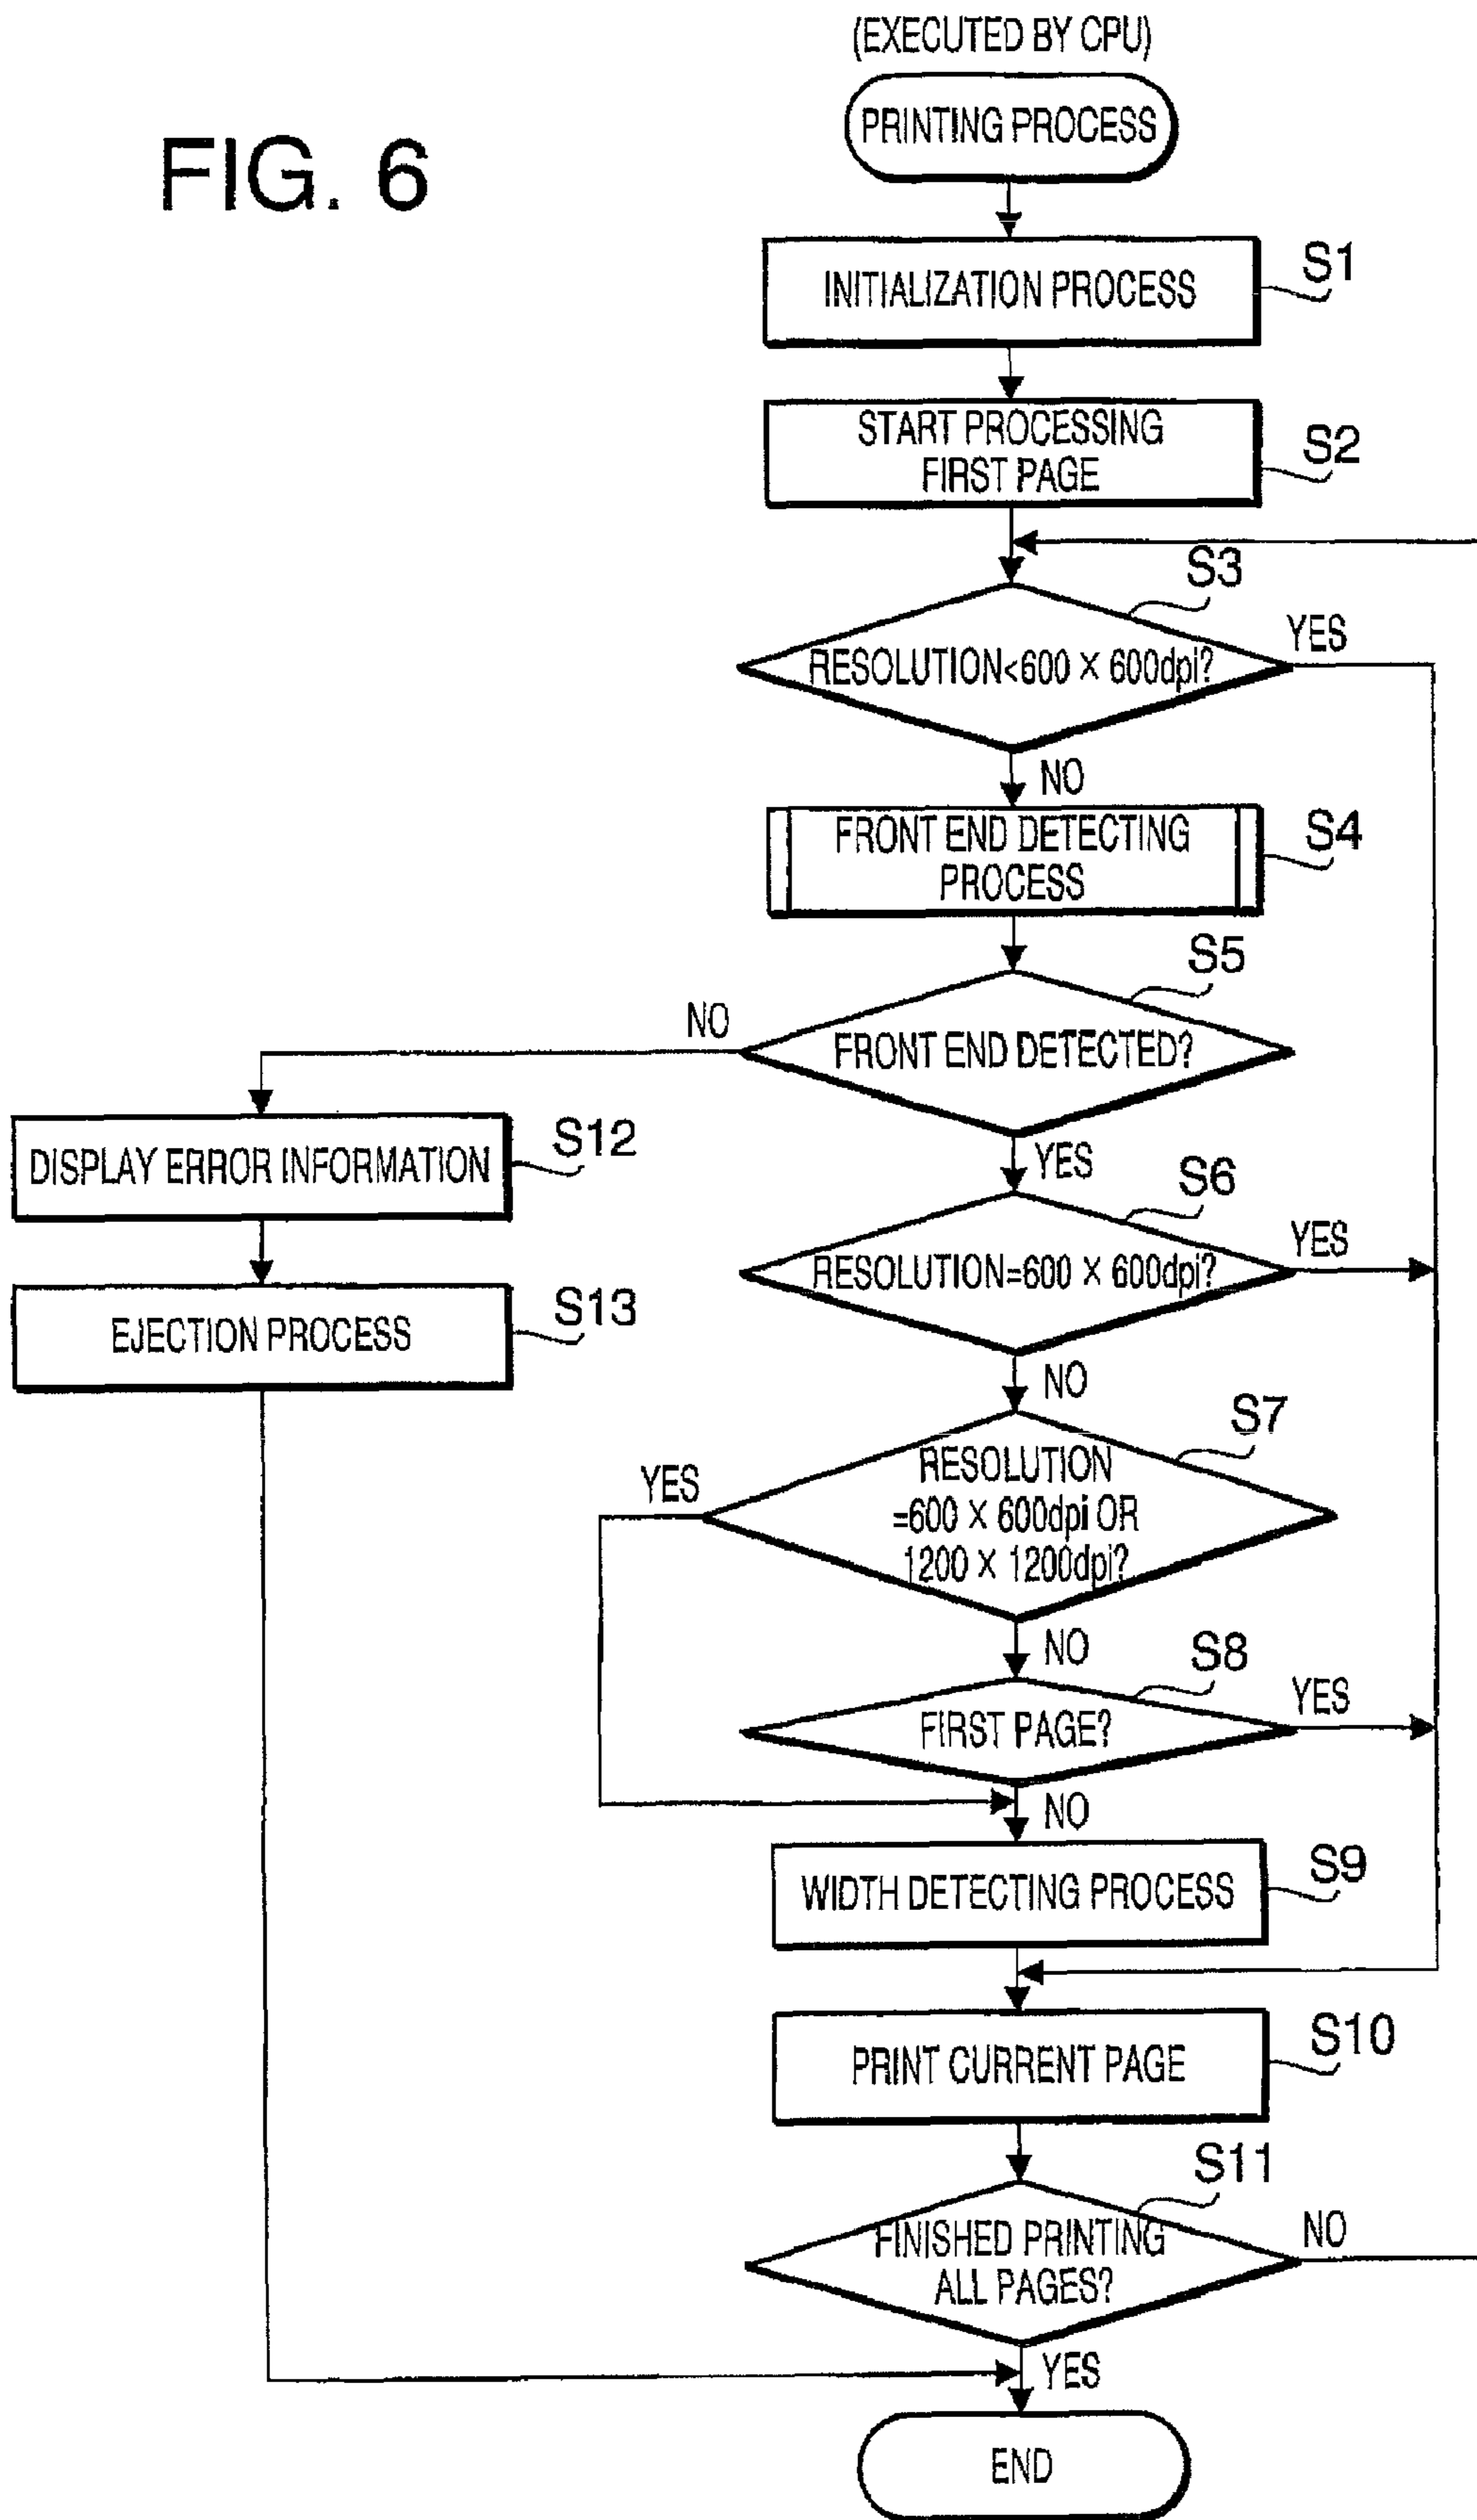 (EXECUTED BY CPU)
PRINTING PROCESS
FIG. 6
INITIALIZATION PROCESS
S1
START PROCESSING
FIRST PAGE
S2
S3
RESOLUTION<600 × 600dpi?
YES
NO
FRONT END DETECTING
PROCESS
S4
S5
FRONT END DETECTED?
NO
YES
DISPLAY ERROR INFORMATION
S12
EJECTION PROCESS
S13
S6
RESOLUTION=600 × 600dpi?
YES
NO
S7
RESOLUTION
=600 × 600dpi OR
1200 × 1200dpi?
YES
NO
S8
FIRST PAGE?
YES
NO
WIDTH DETECTING PROCESS
S9
PRINT CURRENT PAGE
S10
S11
FINISHED PRINTING
ALL PAGES?
NO
YES
END